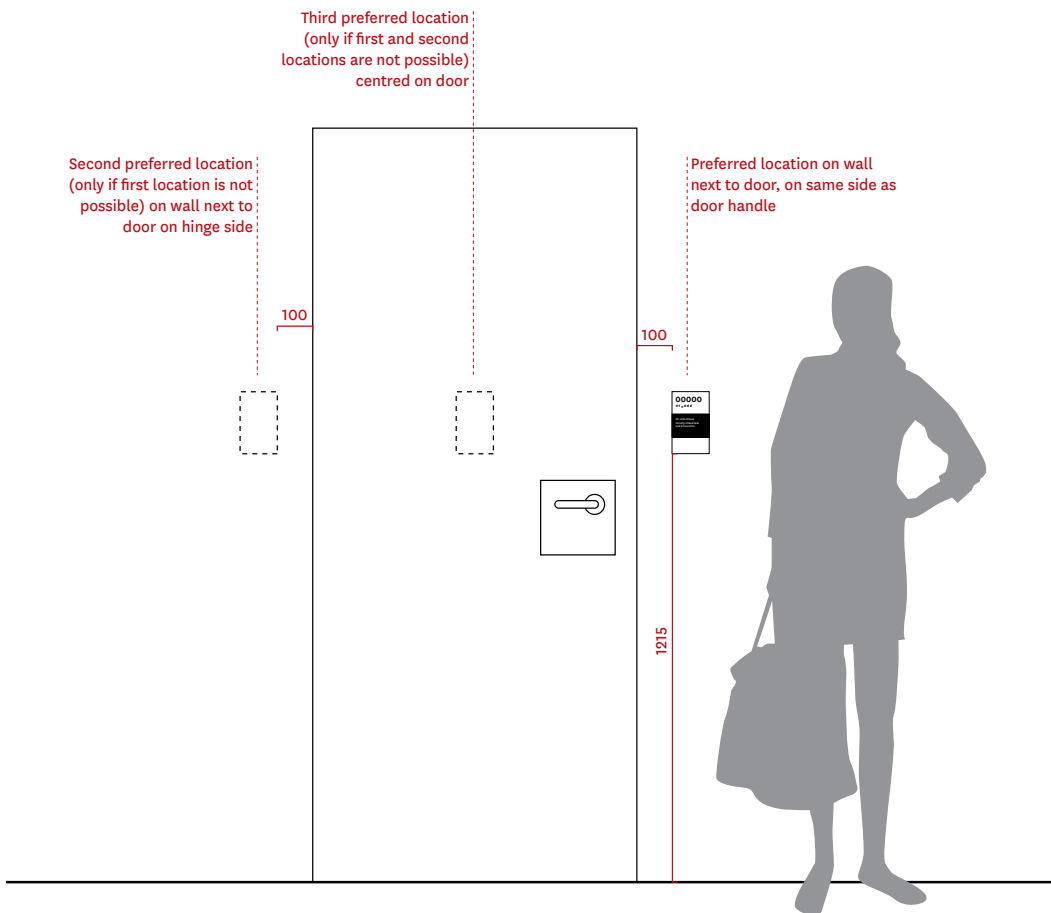 Third preferred location
(only if first and second
locations are not possible)
centred on door
Second preferred location
(only if first location is not
possible) on wall next to
door on hinge side
Preferred location on wall
next to door, on same side as
door handle
100
100
00000
1215